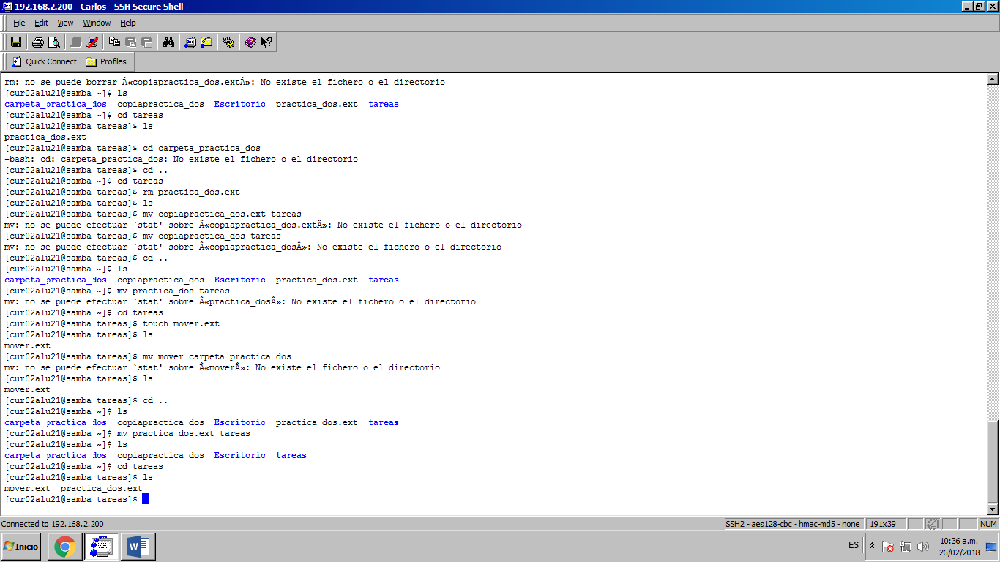 192.168.2.200 - Carlos - SSH Secure Shell
File Edit View Window Help
Quick Connect Profiles
rm: no se puede borrar Â«copiapractica_dos.extÂ»: No existe el fichero o el directorio
[cur02alu21@samba ~]$ ls
carpeta_practica_dos copiapractica_dos Escritorio practica_dos.ext tareas
[cur02alu21@samba ~]$ cd tareas
[cur02alu21@samba tareas]$ ls
practica_dos.ext
[cur02alu21@samba tareas]$ cd carpeta_practica_dos
-bash: cd: carpeta_practica_dos: No existe el fichero o el directorio
[cur02alu21@samba tareas]$ cd ..
[cur02alu21@samba ~]$ cd tareas
[cur02alu21@samba tareas]$ rm practica_dos.ext
[cur02alu21@samba tareas]$ ls
[cur02alu21@samba tareas]$ mv copiapractica_dos.ext tareas
mv: no se puede efectuar `stat' sobre Â«copiapractica_dos.extÂ»: No existe el fichero o el directorio
[cur02alu21@samba tareas]$ mv copiapractica_dos tareas
mv: no se puede efectuar `stat' sobre Â«copiapractica_dosÂ»: No existe el fichero o el directorio
[cur02alu21@samba tareas]$ cd ..
[cur02alu21@samba ~]$ ls
carpeta_practica_dos copiapractica_dos Escritorio practica_dos.ext tareas
[cur02alu21@samba ~]$ mv practica_dos tareas
mv: no se puede efectuar `stat' sobre Â«practica_dosÂ»: No existe el fichero o el directorio
[cur02alu21@samba ~]$ cd tareas
[cur02alu21@samba tareas]$ touch mover.ext
[cur02alu21@samba tareas]$ ls
mover.ext
[cur02alu21@samba tareas]$ mv mover carpeta_practica_dos
mv: no se puede efectuar `stat' sobre Â«moverÂ»: No existe el fichero o el directorio
[cur02alu21@samba tareas]$ ls
mover.ext
[cur02alu21@samba tareas]$ cd ..
[cur02alu21@samba ~]$ ls
carpeta_practica_dos copiapractica_dos Escritorio practica_dos.ext tareas
[cur02alu21@samba ~]$ mv practica_dos.ext tareas
[cur02alu21@samba ~]$ ls
carpeta_practica_dos copiapractica_dos Escritorio tareas
[cur02alu21@samba ~]$ cd tareas
[cur02alu21@samba tareas]$ ls
mover.ext practica_dos.ext
[cur02alu21@samba tareas]$
Connected to 192.168.2.200 SSH2 - aes128-cbc - hmac-md5 - none 191x39 NUM
Inicio ES 10:36 a.m.
26/02/2018